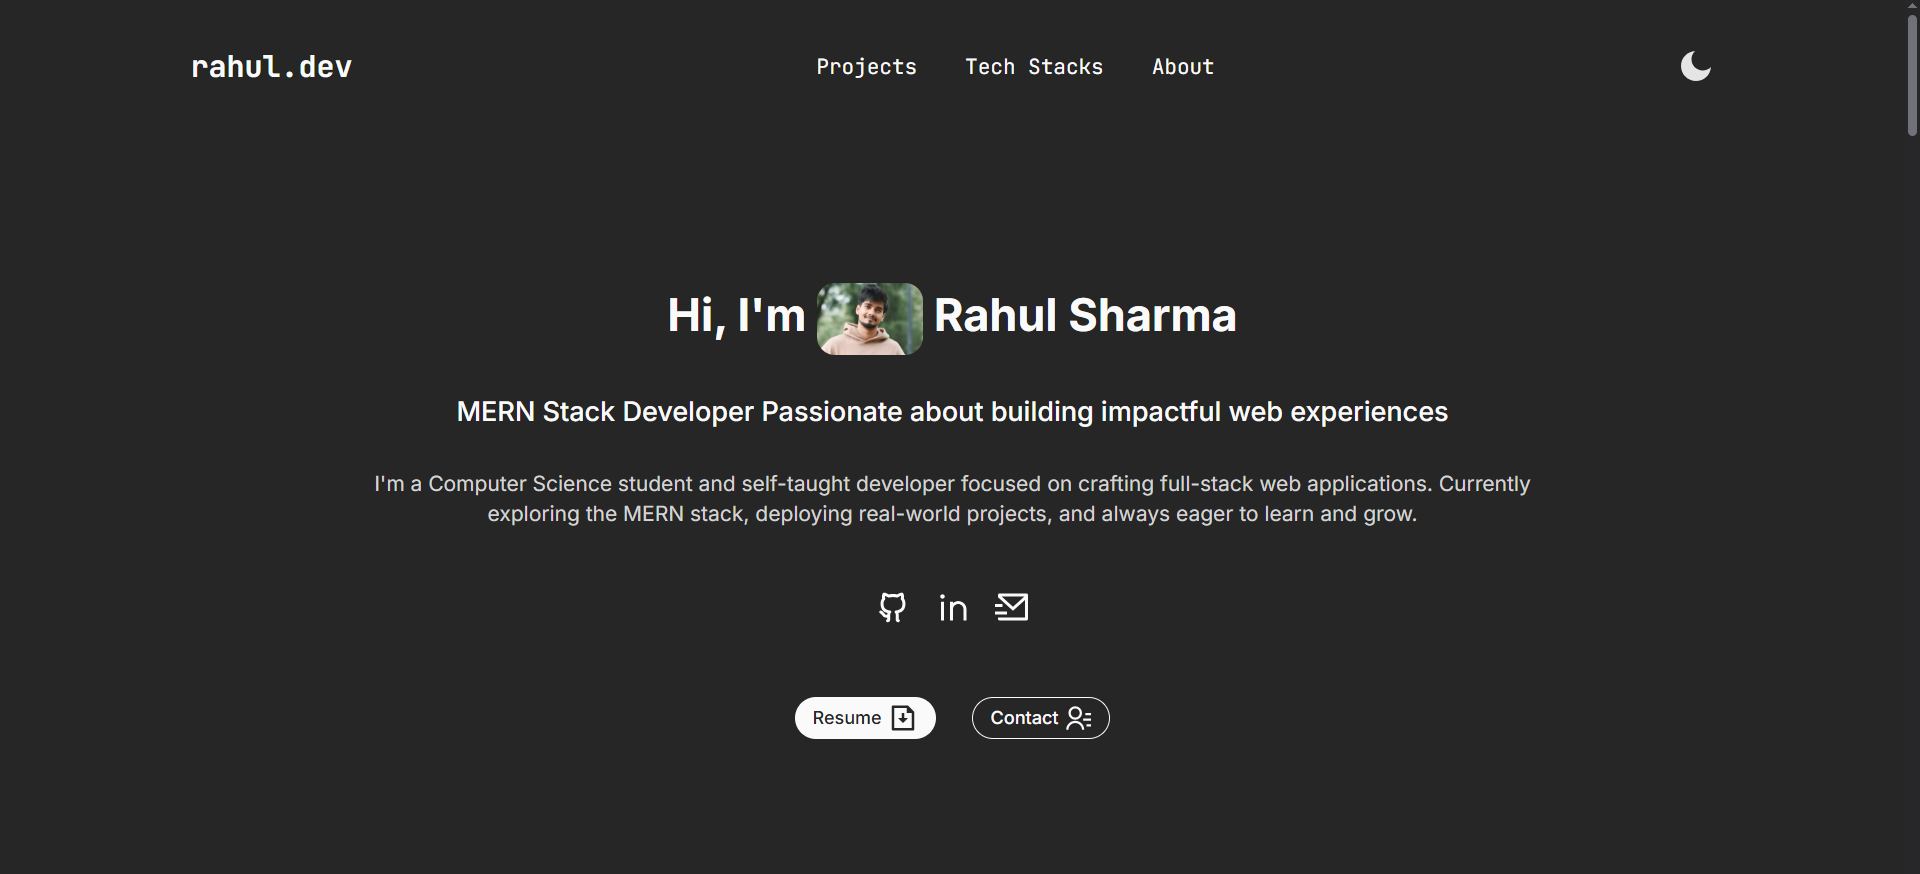 rahul.dev
Projects
Tech Stacks
About
Hi, I'm Rahul Sharma
MERN Stack Developer Passionate about building impactful web experiences
I'm a Computer Science student and self-taught developer focused on crafting full-stack web applications. Currently
exploring the MERN stack, deploying real-world projects, and always eager to learn and grow.
in
Resume
Contact